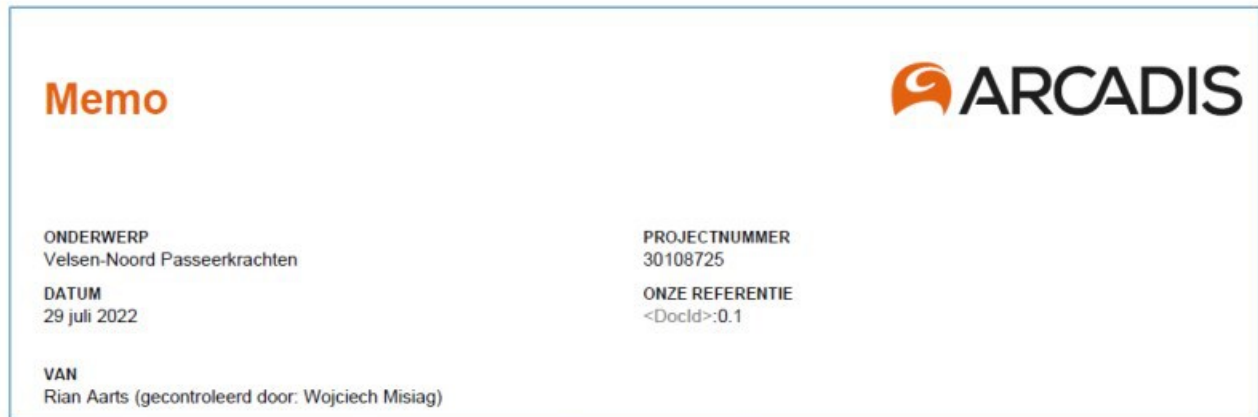 Memo
ARCADIS
ONDERWERP
Velsen-Noord Passeerkrachten
PROJECTNUMMER
30108725
DATUM
29 juli 2022
ONZE REFERENTIE
<DocId>:0.1
VAN
Rian Aarts (gecontroleerd door: Wojciech Misiag)